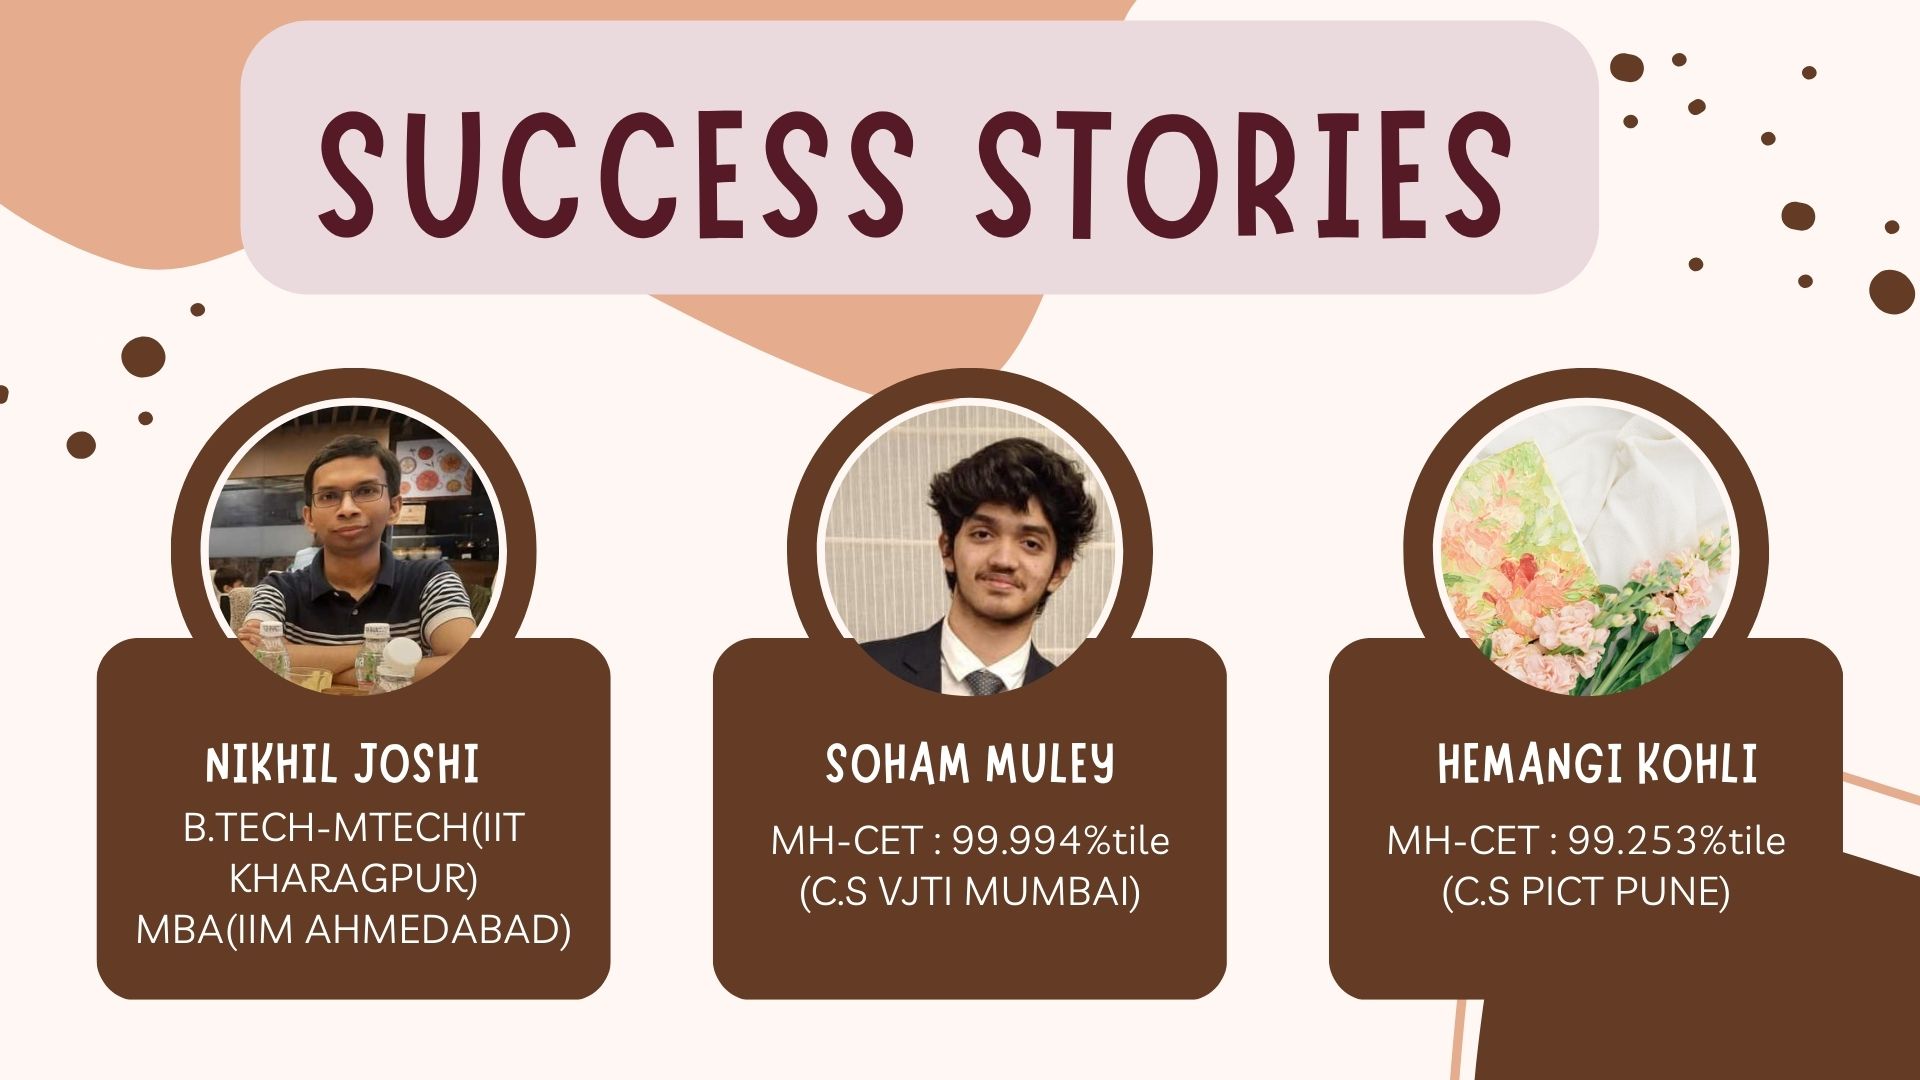 SUCCESS STORIES
NIKHIL JOSHI
B.TECH-MTECH(IIT
KHARAGPUR)
MBA(IIM AHMEDABAD)
SOHAM MULEY
MH-CET : 99.994%tile
(C.S VJTI MUMBAI)
HEMANGI KOHLI
MH-CET : 99.253%tile
(C.S PICT PUNE)